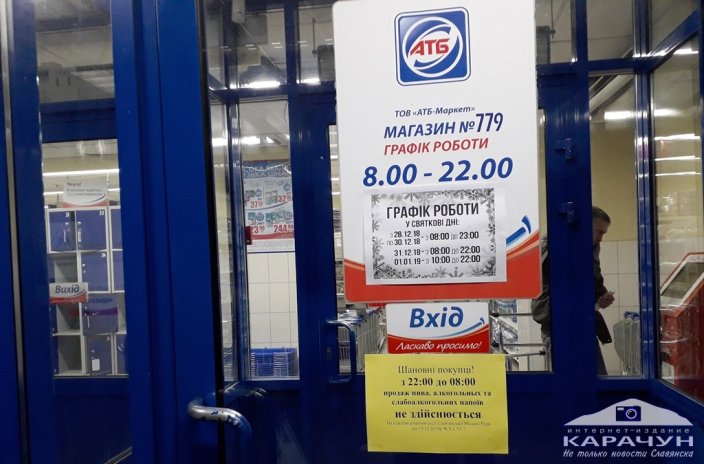 АТБ
ТОВ «АТБ-Маркет»
МАГАЗИН №779
ГРАФІК РОБОТИ
8.00 - 22.00
ГРАФІК РОБОТИ
У СВЯТКОВІ ДНІ:
З 28.12.18 ПО 30.12.18 - З 08:00 ДО 23:00
31.12.18 - З 08:00 ДО 22:00
01.01.19 - З 10:00 ДО 22:00
Вхід
Ласкаво просимо!
Шановні покупці!
з 22:00 до 08:00
продаж пива, алкогольных та
слабоалкогольних напоїв
не здійснюється
Вихід
интернет-издание
КАРАЧУН
Не только новости Славянска